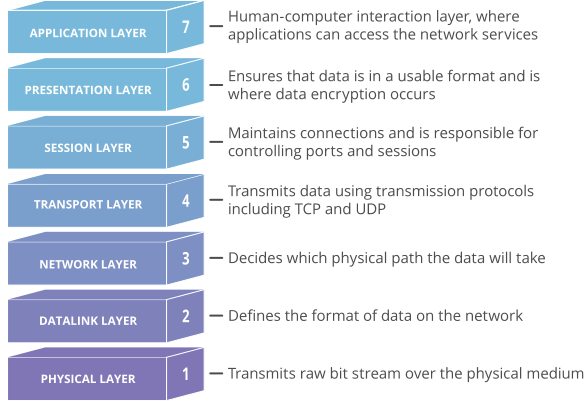 APPLICATION LAYER 7
Human-computer interaction layer, where
applications can access the network services
PRESENTATION LAYER 6
Ensures that data is in a usable format and is
where data encryption occurs
SESSION LAYER 5
Maintains connections and is responsible for
controlling ports and sessions
TRANSPORT LAYER 4
Transmits data using transmission protocols
including TCP and UDP
NETWORK LAYER 3
Decides which physical path the data will take
DATALINK LAYER 2
Defines the format of data on the network
PHYSICAL LAYER 1
Transmits raw bit stream over the physical medium